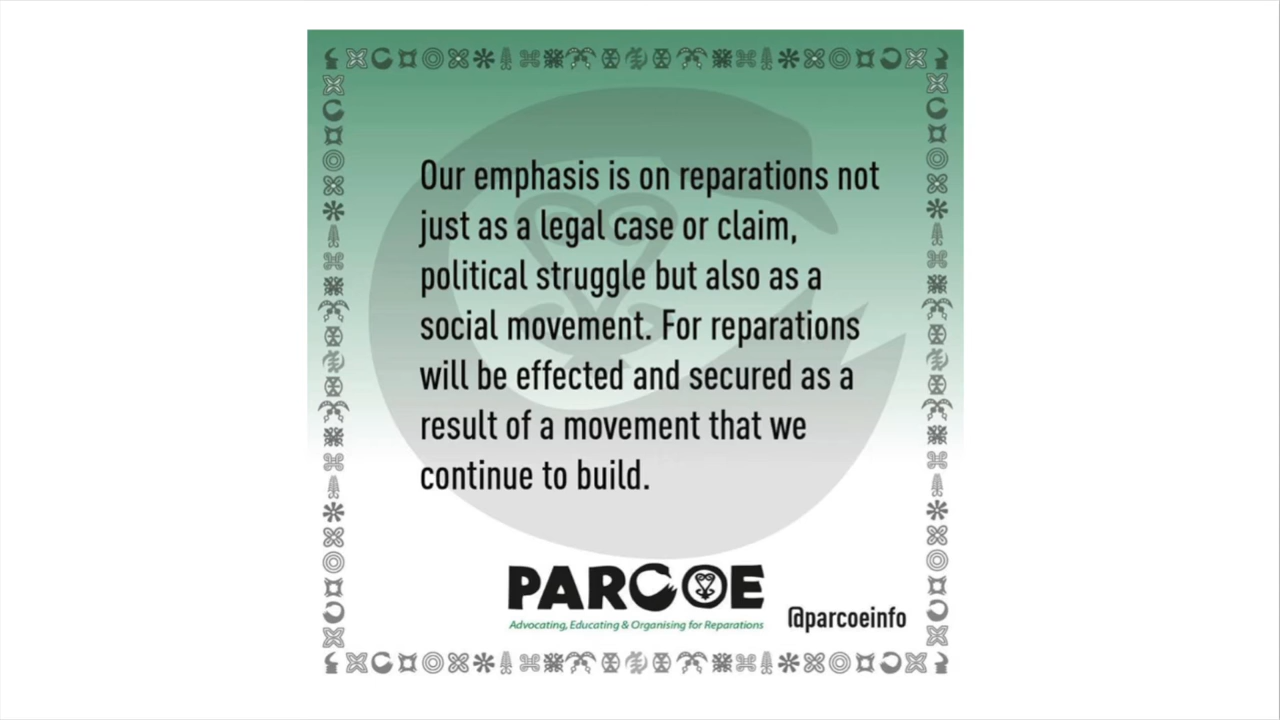 Our emphasis is on reparations not
just as a legal case or claim,
political struggle but also as a
social movement. For reparations
will be effected and secured as a
result of a movement that we
continue to build.
PARCOE
Advocating, Educating & Organising for Reparations
@parcoeinfo